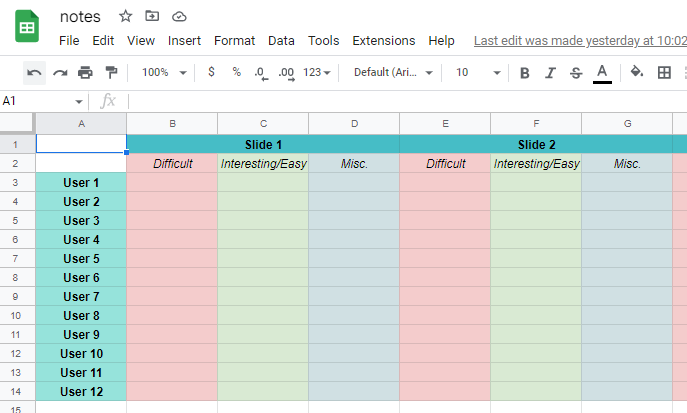 notes
File Edit View Insert Format Data Tools Extensions Help Last edit was made yesterday at 10:02
100% $ % .0 .00 123 Default (Ari... 10 B I S A
A1 fx
A B C D E F G
1 Slide 1 Slide 2
2 Difficult Interesting/Easy Misc. Difficult Interesting/Easy Misc.
3 User 1
4 User 2
5 User 3
6 User 4
7 User 5
8 User 6
9 User 7
10 User 8
11 User 9
12 User 10
13 User 11
14 User 12
15